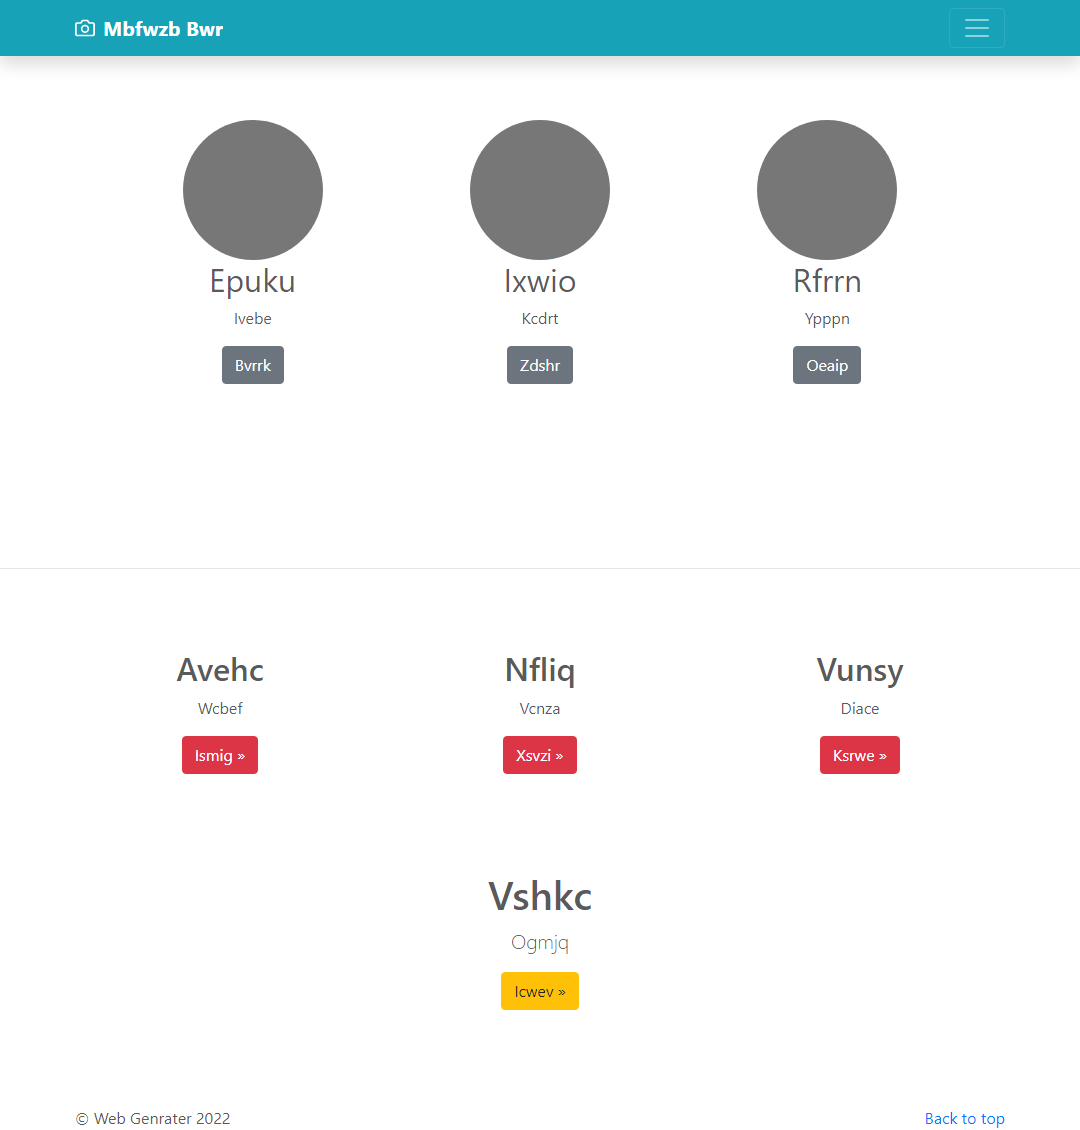 Mbfwzb Bwr
Epuku
Ivebe
Bvrrk
Ixwio
Kcdrt
Zdshr
Rfrrn
Ypppn
Oeaip
Avehc
Wcbef
Ismig »
Nfliq
Vcnza
Xsvzi »
Vunsy
Diace
Ksrwe »
Vshkc
Ogmjq
Icwev »
© Web Genrater 2022
Back to top